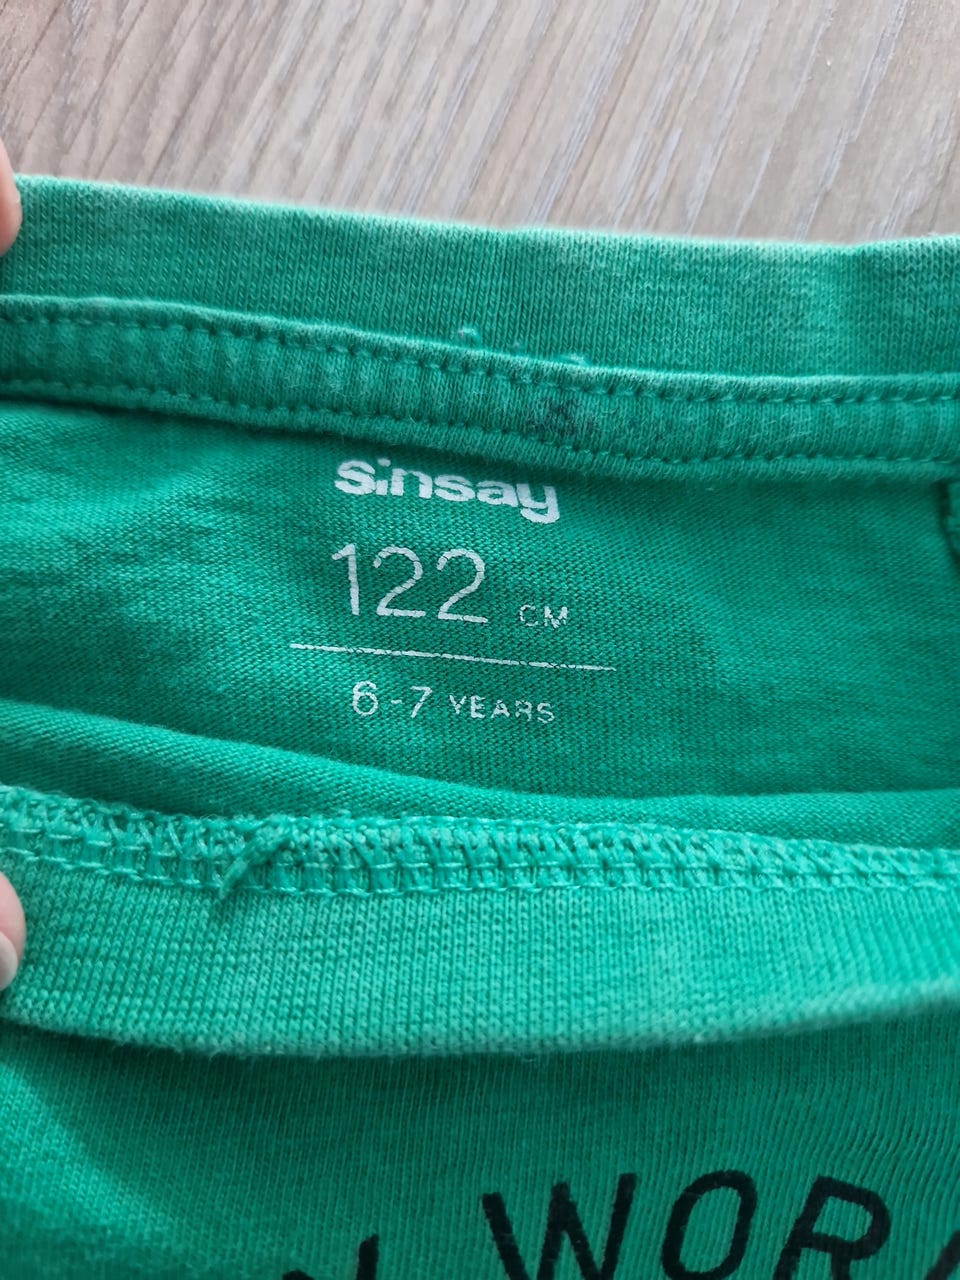 sinsay
122 CM
6-7 YEARS